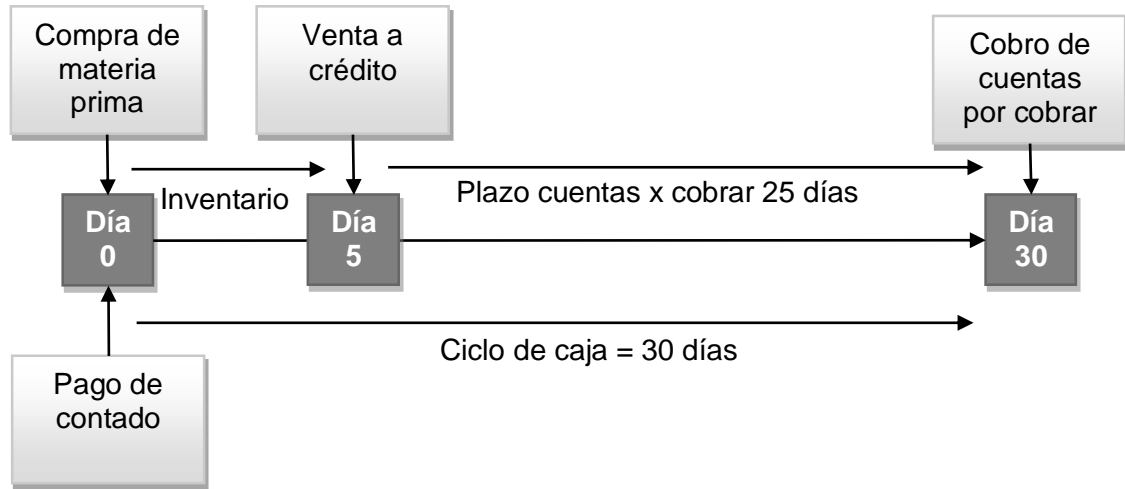 Compra de
materia
prima
Venta a
crédito
Cobro de
cuentas
por cobrar
Inventario
Plazo cuentas x cobrar 25 días
Día
0
Día
5
Día
30
Ciclo de caja = 30 días
Pago de
contado